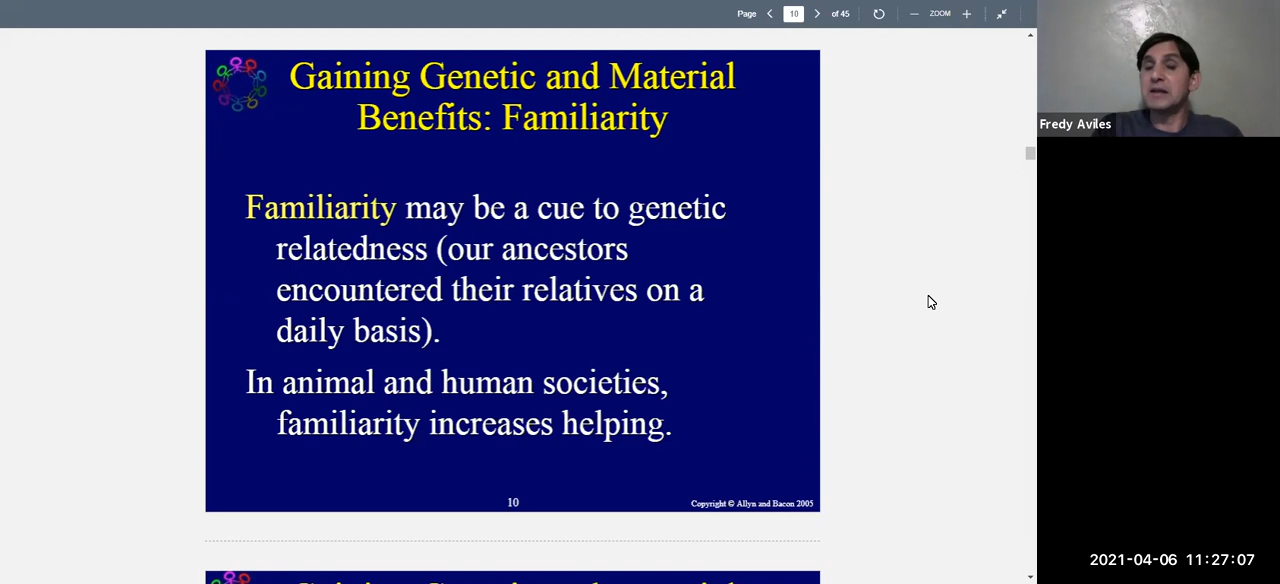 Page 10 of 45 ZOOM
Gaining Genetic and Material
Benefits: Familiarity
Familiarity may be a cue to genetic
relatedness (our ancestors
encountered their relatives on a
daily basis).
In animal and human societies,
familiarity increases helping.
10
Copyright © Allyn and Bacon 2005
Fredy Aviles
2021-04-06 11:27:07